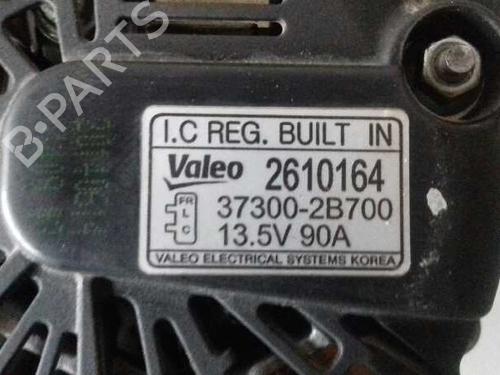 B-PARTS
I.C REG. BUILT IN
Valeo 2610164
FR
L
C
37300-2B700
13.5V 90A
VALEO ELECTRICAL SYSTEMS KOREA